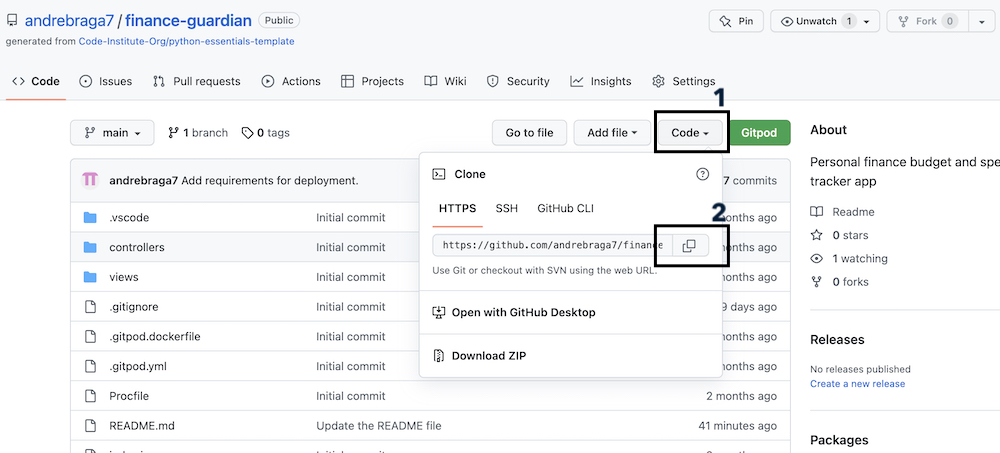 andrebraga7 / finance-guardian Public
Pin
Unwatch 1
Fork 0
generated from Code-Institute-Org/python-essentials-template
Code
Issues
Pull requests
Actions
Projects
Wiki
Security
Insights
Settings
1
main
1 branch
0 tags
Go to file
Add file
Code
Gitpod
andrebraga7 Add requirements for deployment.
7 commits
.vscode Initial commit
controllers Initial commit
views Initial commit
.gitignore Initial commit
.gitpod.dockerfile Initial commit
.gitpod.yml Initial commit
Procfile Initial commit 2 months ago
README.md Update the README file 41 minutes ago
Clone
HTTPS
SSH
GitHub CLI
2
https://github.com/andrebraga7/finance
Use Git or checkout with SVN using the web URL.
Open with GitHub Desktop
Download ZIP
months ago
months ago
months ago
9 days ago
months ago
months ago
About
Personal finance budget and spe
tracker app
Readme
0 stars
1 watching
0 forks
Releases
No releases published
Create a new release
Packages